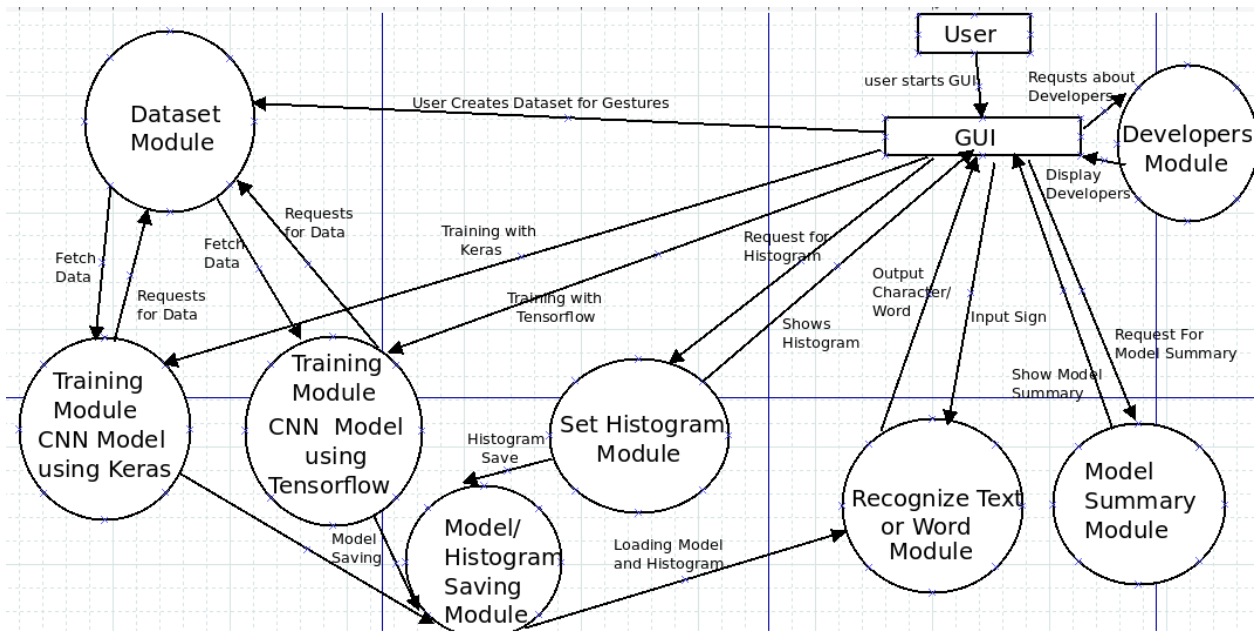 User
user starts GUI
Requsts about
Developers
User Creates Dataset for Gestures
Dataset
Module
GUI
Developers
Module
Display
Developers
Requests
for Data
Fetch
Data
Training with
Keras
Request for
Histogram
Fetch
Data
Requests
for Data
Training with
Tensorflow
Output
Character/
Word
Input Sign
Shows
Histogram
Request For
Model Summary
Show Model
Summary
Training
Module
CNN Model
using Keras
Training
Module
CNN Model
using
Tensorflow
Set Histogram
Module
Histogram
Save
Model
Saving
Model/
Histogram
Saving
Module
Loading Model
and Histogram
Recognize Text
or Word
Module
Model
Summary
Module